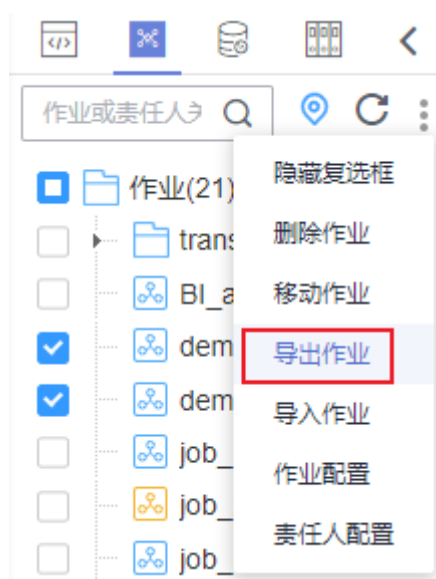 </>
作业或责任人关
作业(21)
trans
BI_a
dem
dem
job_
job_
job_
隐藏复选框
删除作业
移动作业
导出作业
导入作业
作业配置
责任人配置